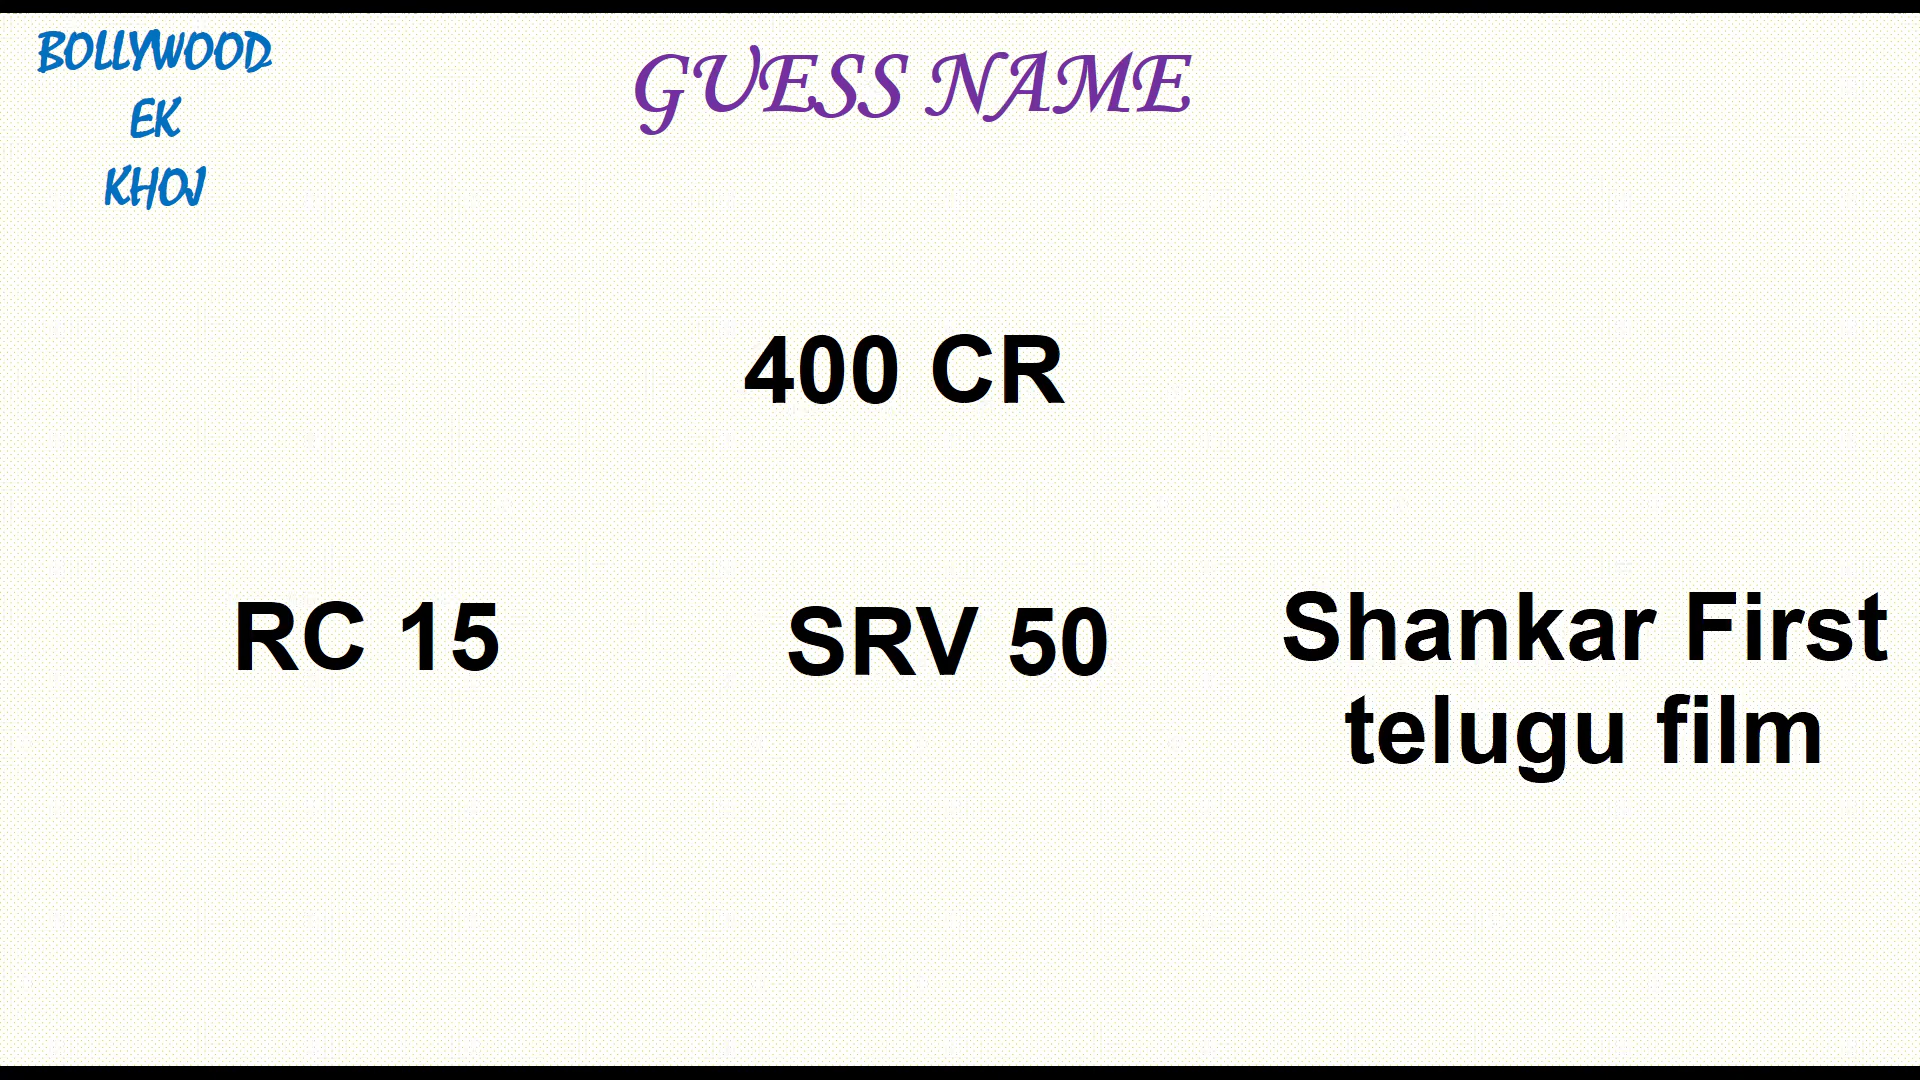 BOLLYWOOD
EK
KHOJ
GUESS NAME
400 CR
RC 15
SRV 50
Shankar First
telugu film